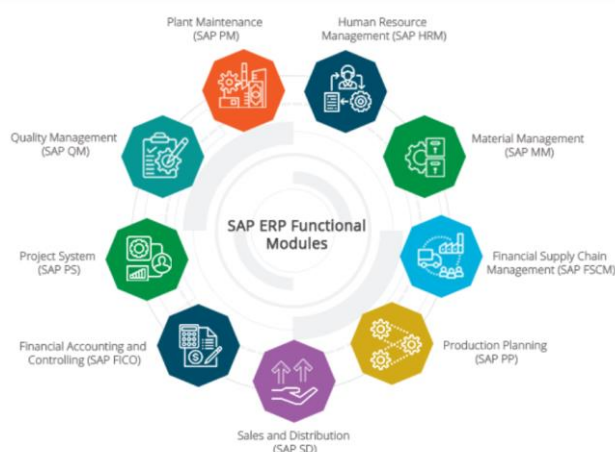 Plant Maintenance
(SAP PM)
Human Resource
Management (SAP HRM)
Quality Management
(SAP QM)
Material Management
(SAP MM)
SAP ERP Functional
Modules
Project System
(SAP PS)
Financial Supply Chain
Management (SAP FSCM)
Financial Accounting and
Controlling (SAP FICO)
Production Planning
(SAP PP)
Sales and Distribution
(SAP SD)